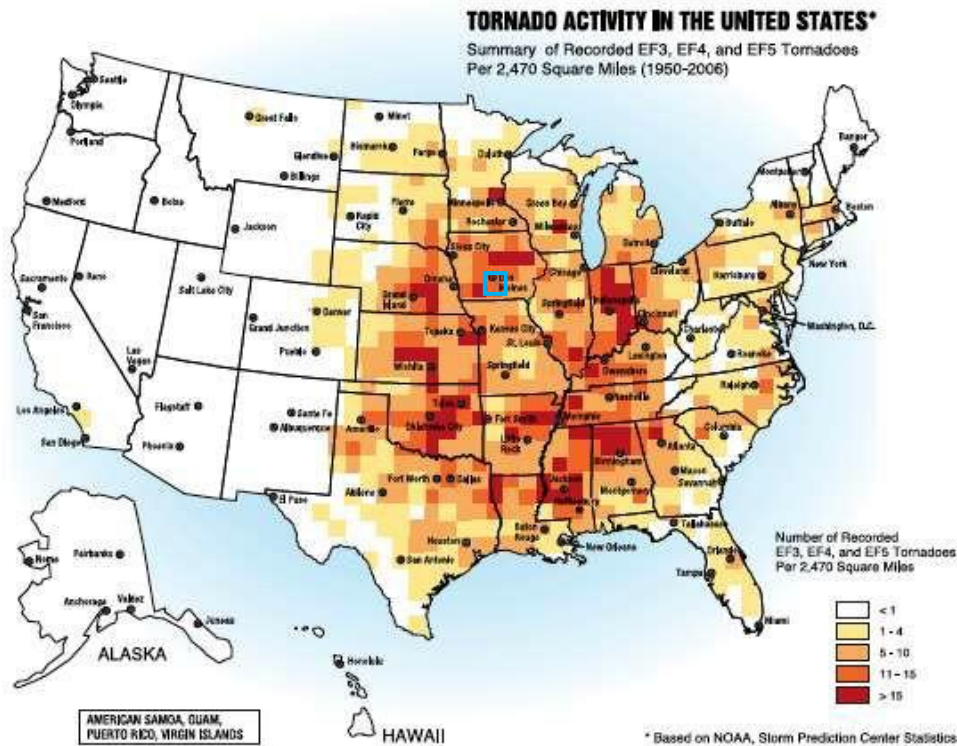 TORNADO ACTIVITY IN THE UNITED STATES*
Summary of Recorded EF3, EF4, and EF5 Tornadoes
Per 2,470 Square Miles (1950-2006)
Seattle
Olympia
Portland
Great Falls
Minot
Bismarck
Fargo
Duluth
Bangor
Montpelier
Glendive
Billings
Medford
Boise
Rapid
City
Pierre
Minneapolis
Rochester
Milwaukee
Albany
Boston
Buffalo
Jackson
Sioux City
Detroit
Cleveland
New York
Sacramento
Reno
Salt Lake City
Omaha
Moines
Chicago
Harrisburg
San
Francisco
Grand Junction
Denver
Grand
Island
Springfield
Indianapolis
Cincinnati
Charleston
Washington, D.C.
Pueblo
Topeka
Kansas City
St. Louis
Lexington
Roanoke
Las
Vegas
Wichita
Springfield
Owensboro
Raleigh
Los Angeles
Flagstaff
Santa Fe
Albuquerque
Tulsa
Nashville
San Diego
Phoenix
Oklahoma City
Fort Smith
Memphis
Little
Rock
Columbia
Atlanta
Birmingham
Macon
Savannah
El Paso
Abilene
Fort Worth
Dallas
Jackson
Montgomery
Houston
Baton
Rouge
New Orleans
Tallahassee
San Antonio
Orlando
Tampa
Miami
Nome
Fairbanks
Anchorage
Valdez
Juneau
ALASKA
Honolulu
HAWAII
AMERICAN SAMOA, GUAM,
PUERTO RICO, VIRGIN ISLANDS
Number of Recorded
EF3, EF4, and EF5 Tornadoes
Per 2,470 Square Miles
< 1
1 - 4
5 - 10
11 - 15
> 15
* Based on NOAA, Storm Prediction Center Statistics